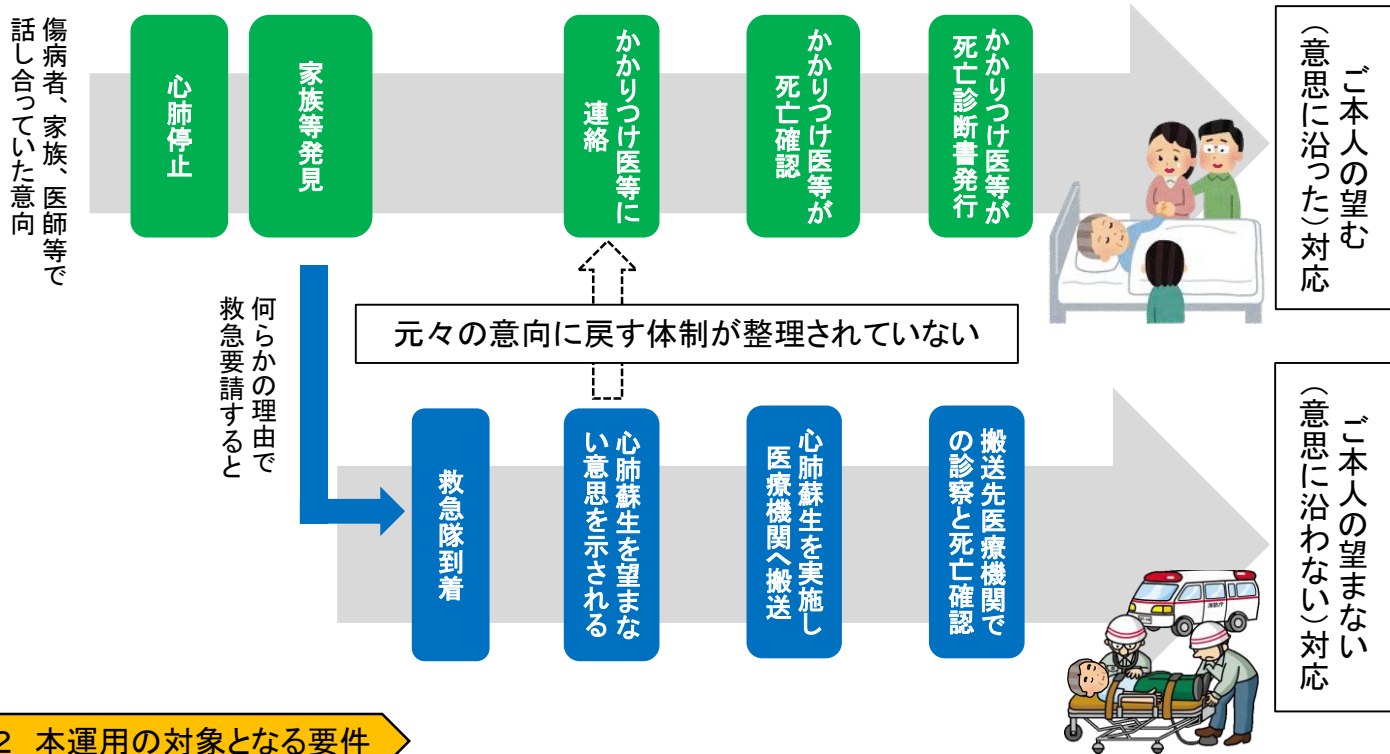 傷病者、家族、医師等で
話し合っていた意向
心肺停止
家族等発見
かかりつけ医等に
連絡
かかりつけ医等が
死亡確認
かかりつけ医等が
死亡診断書発行
ご本人の望む
（意思に沿った）対応
何らかの理由で
救急要請すると
元々の意向に戻す体制が整理されていない
救急隊到着
心肺蘇生を望まな
い意思を示される
心肺蘇生を実施し
医療機関へ搬送
搬送先医療機関で
の診察と死亡確認
ご本人の望まない
（意思に沿わない）対応
2 本運用の対象となる要件